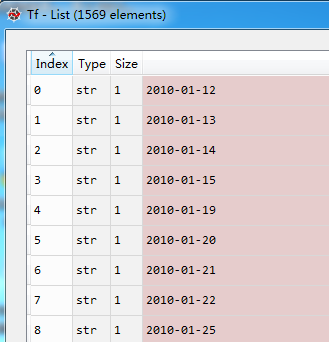 Tf - List (1569 elements)
Index Type Size
0 str 1 2010-01-12
1 str 1 2010-01-13
2 str 1 2010-01-14
3 str 1 2010-01-15
4 str 1 2010-01-19
5 str 1 2010-01-20
6 str 1 2010-01-21
7 str 1 2010-01-22
8 str 1 2010-01-25